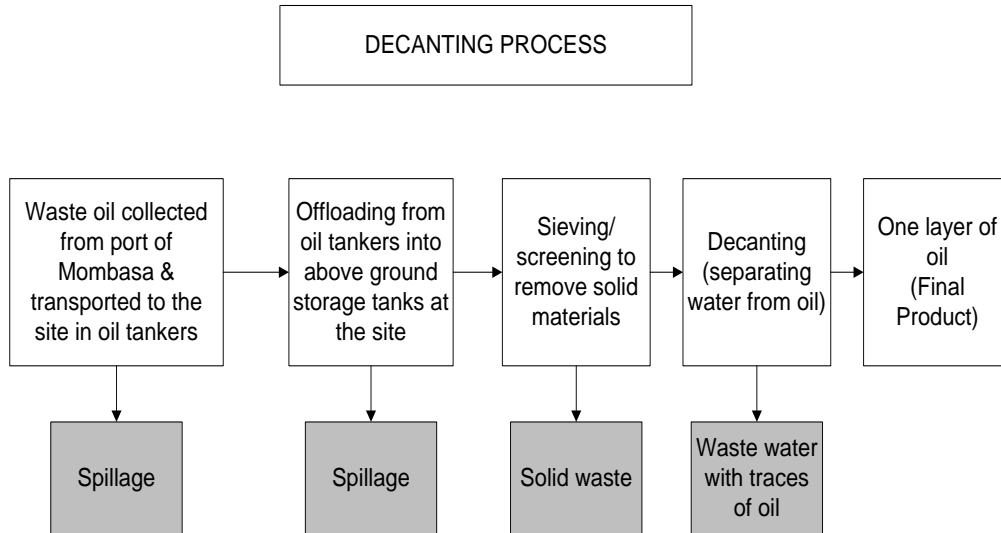 DECANTING PROCESS
Waste oil collected
from port of
Mombasa &
transported to the
site in oil tankers
Offloading from
oil tankers into
above ground
storage tanks at
the site
Sieving/
screening to
remove solid
materials
Decanting
(separating
water from oil)
One layer of
oil
(Final
Product)
Spillage
Spillage
Solid waste
Waste water
with traces
of oil